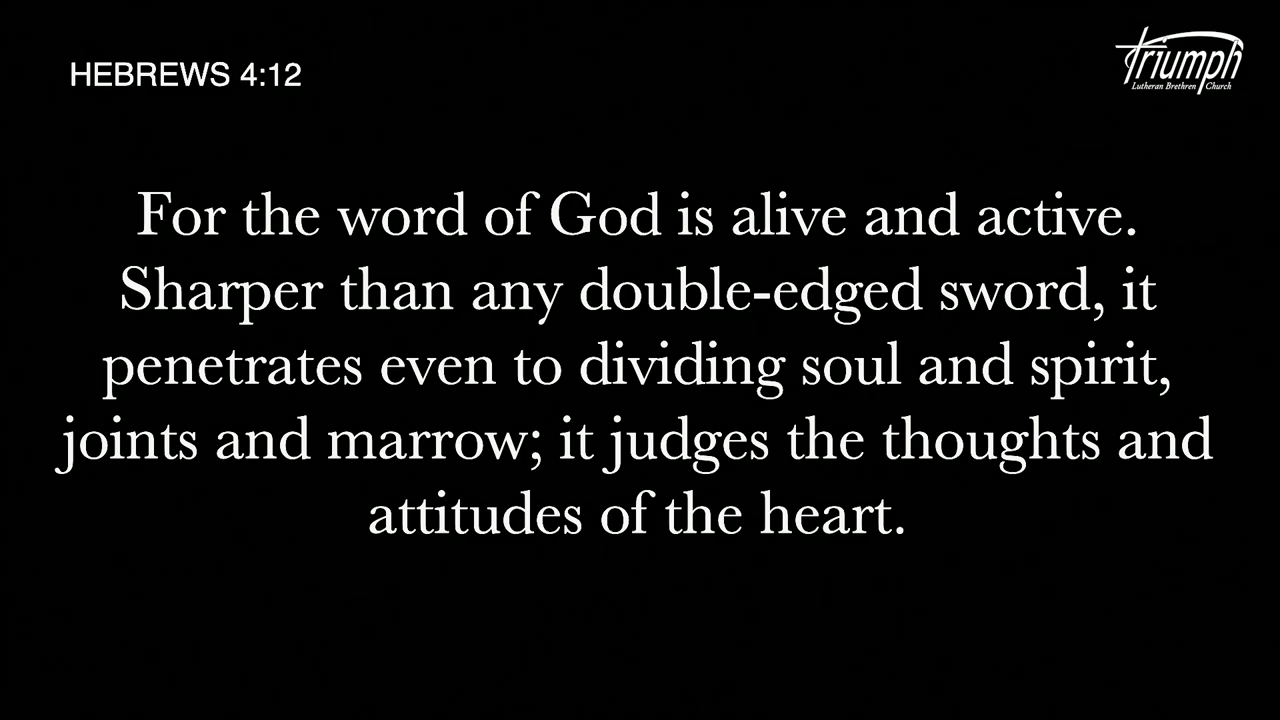 HEBREWS 4:12
Triumph
Lutheran Brethren Church
For the word of God is alive and active.
Sharper than any double-edged sword, it
penetrates even to dividing soul and spirit,
joints and marrow; it judges the thoughts and
attitudes of the heart.